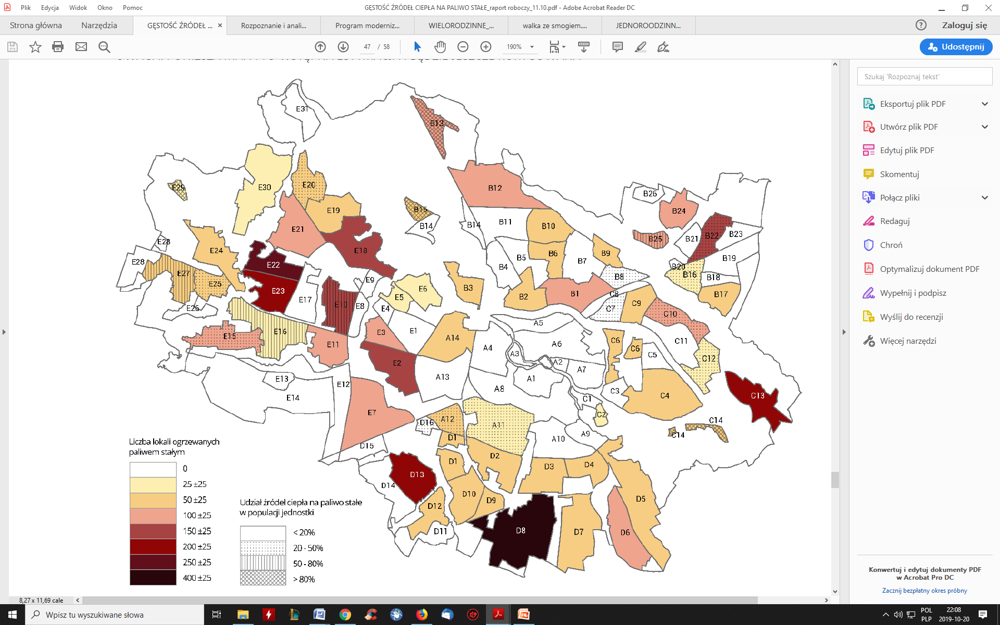 Plik Edycja Widok Okno Pomoc
GĘSTOŚĆ ŹRÓDEŁ CIEPŁA NA PALIWO STAŁE_raport roboczy_11.10.pdf - Adobe Acrobat Reader DC
Strona główna Narzędzia GĘSTOŚĆ ŹRÓDEŁ ... Rozpoznanie i anali... Program moderniz... WIELORODZINNE_... walka ze smogiem.... JEDNOROODZINN... Zaloguj się
47 / 58 190% Udostępnij
E31
B13
E29 E30 E20 B12
B26
E19 B15 B14 B24
E21 B14 B11 B10
B25 B21 B22 B23
E28 E24 E18 B6 B9
E28 E22 B5 B7 B19
E27 B4 B20 B16
E25 E23 E9 E6 B3 B8 B18
E17 E10 E5 B2 B1 C8 B17
E26 E8 E4 C7 C9 C10
E15 E16 E3 E1 A5
E11 A14 A6 C6 C11
A4 A3 C6 C5 C12
E2 A2 A7
E13 E12 A13 A8 A1 C3
E14 C1 C4 C13
E7 A12 C2 C14
D16 A11 A9 C14
D15 D1 A10
D1 D2 D3 D4
D14 D13
D10 D9 D5
D12
D11 D8 D7 D6
Liczba lokali ogrzewanych
paliwem stałym
0
25 ±25
50 ±25
100 ±25
150 ±25
200 ±25
250 ±25
400 ±25
Udział źródeł ciepła na paliwo stałe
w populacji jednostki
< 20%
20 - 50%
50 - 80%
> 80%
Szukaj 'Rozpoznaj tekst'
Eksportuj plik PDF
Utwórz plik PDF
Edytuj plik PDF
Skomentuj
Połącz pliki
Redaguj
Chroń
Optymalizuj dokument PDF
Wypełnij i podpisz
Wyślij do recenzji
Więcej narzędzi
Konwertuj i edytuj dokumenty PDF
w Acrobat Pro DC
Zacznij bezpłatny okres próbny
8,27 x 11,69 cale
Wpisz tu wyszukiwane słowa
POL
PLP
22:08
2019-10-20